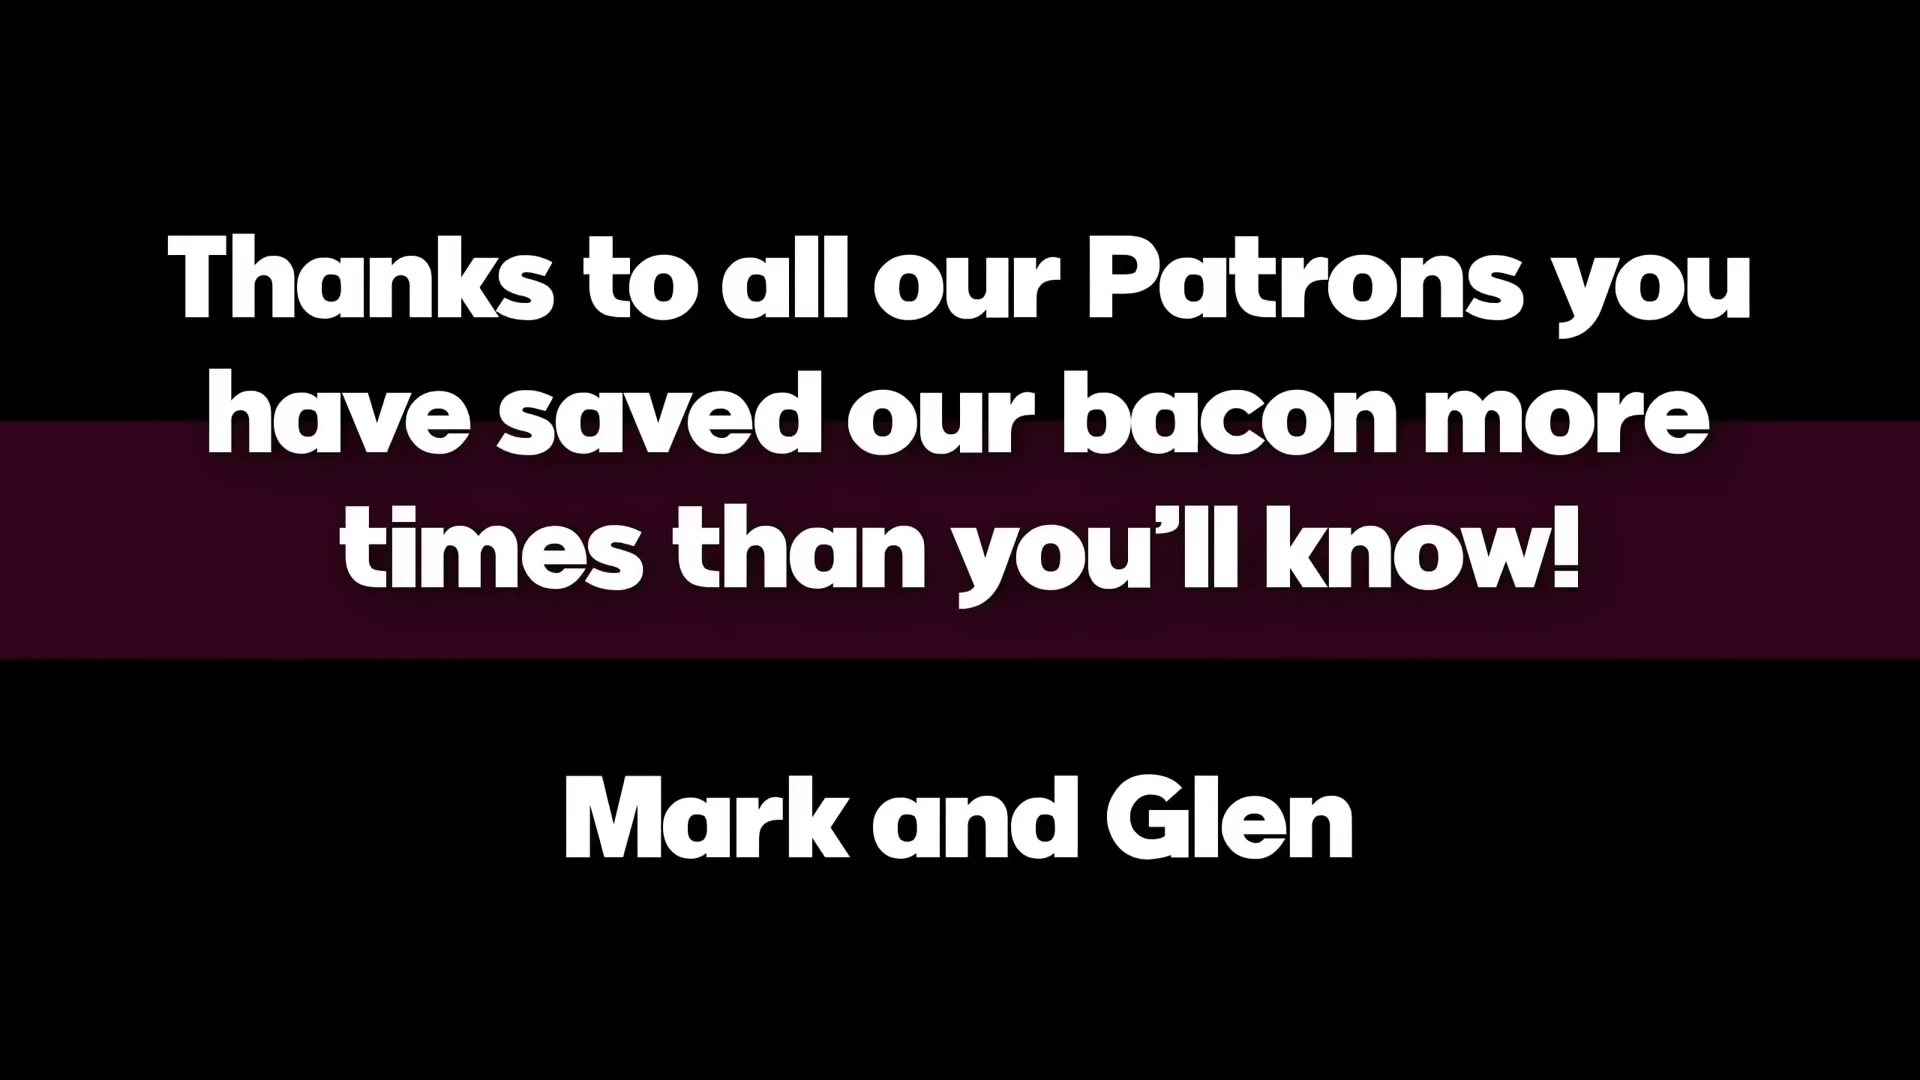 Thanks to all our Patrons you
have saved our bacon more
times than you’ll know!
Mark and Glen